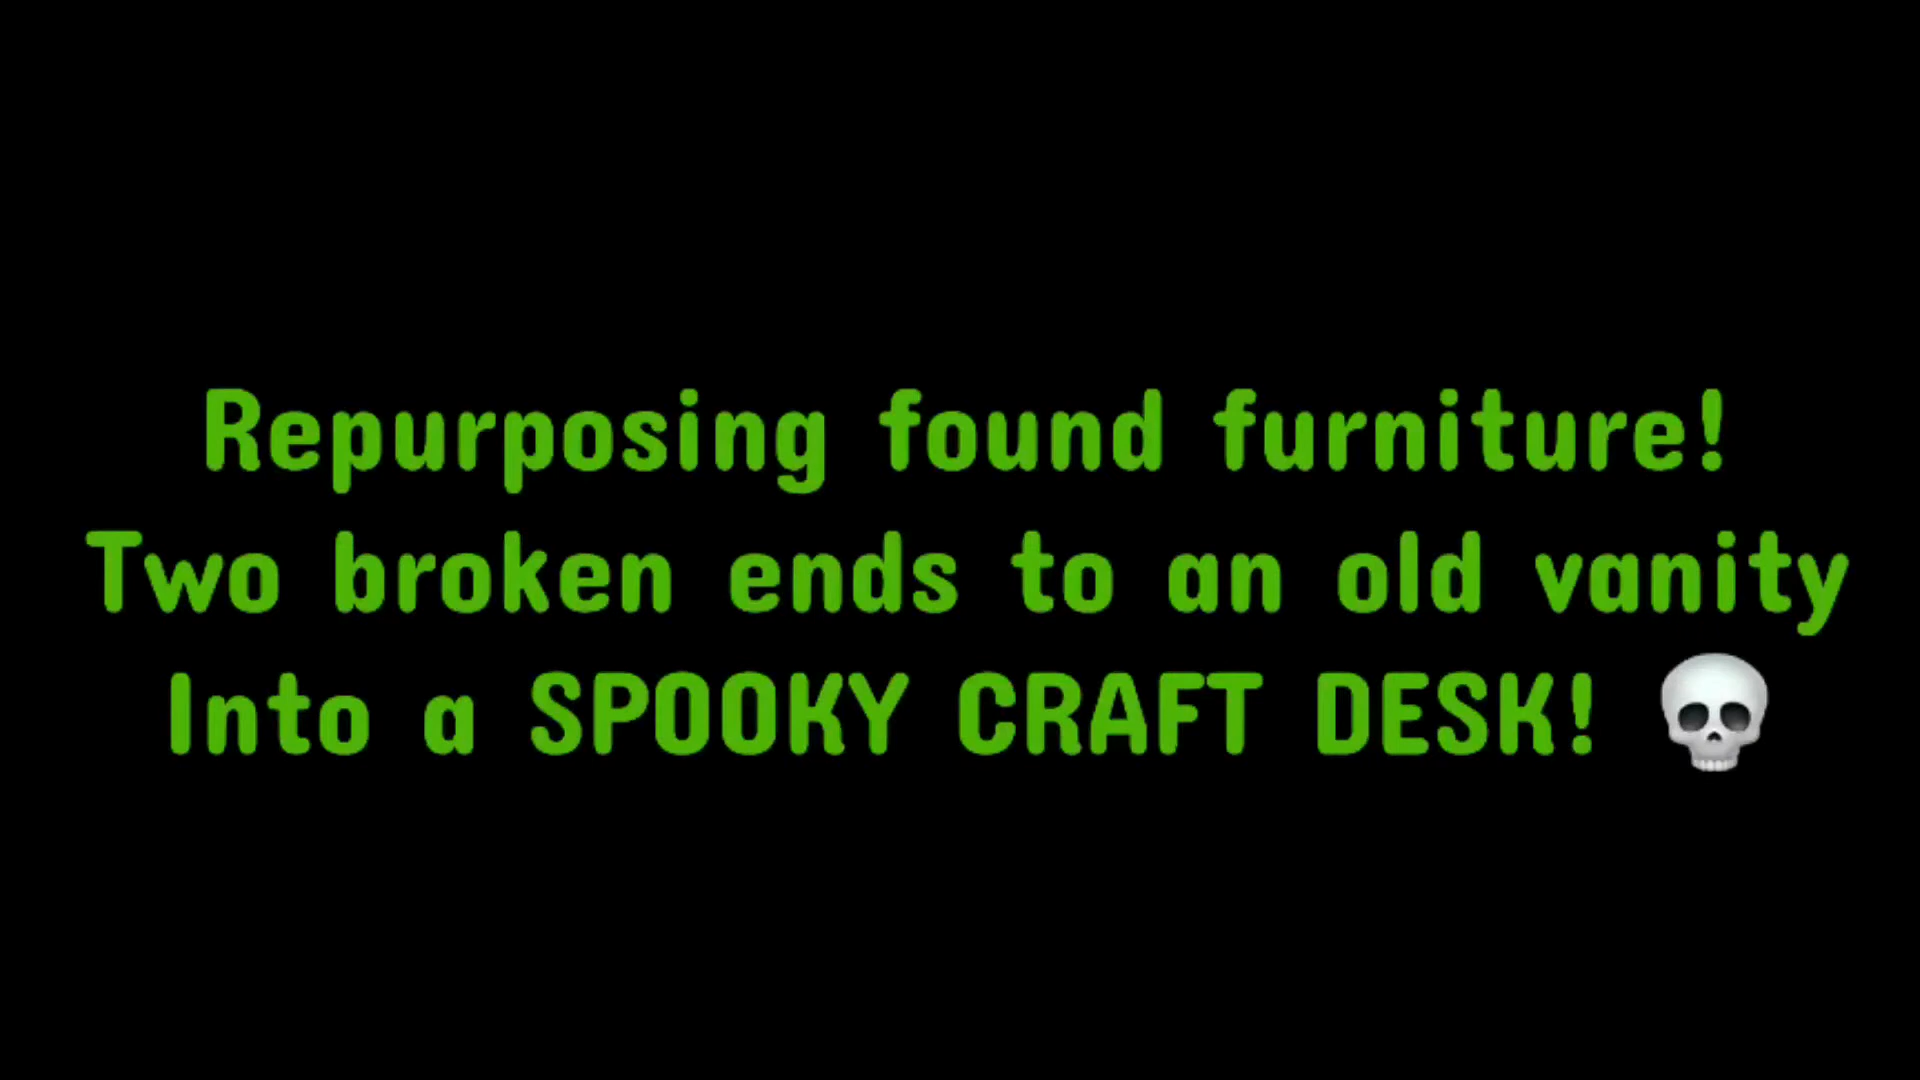 Repurposing found furniture!
Two broken ends to an old vanity
Into a SPOOKY CRAFT DESK! 💀